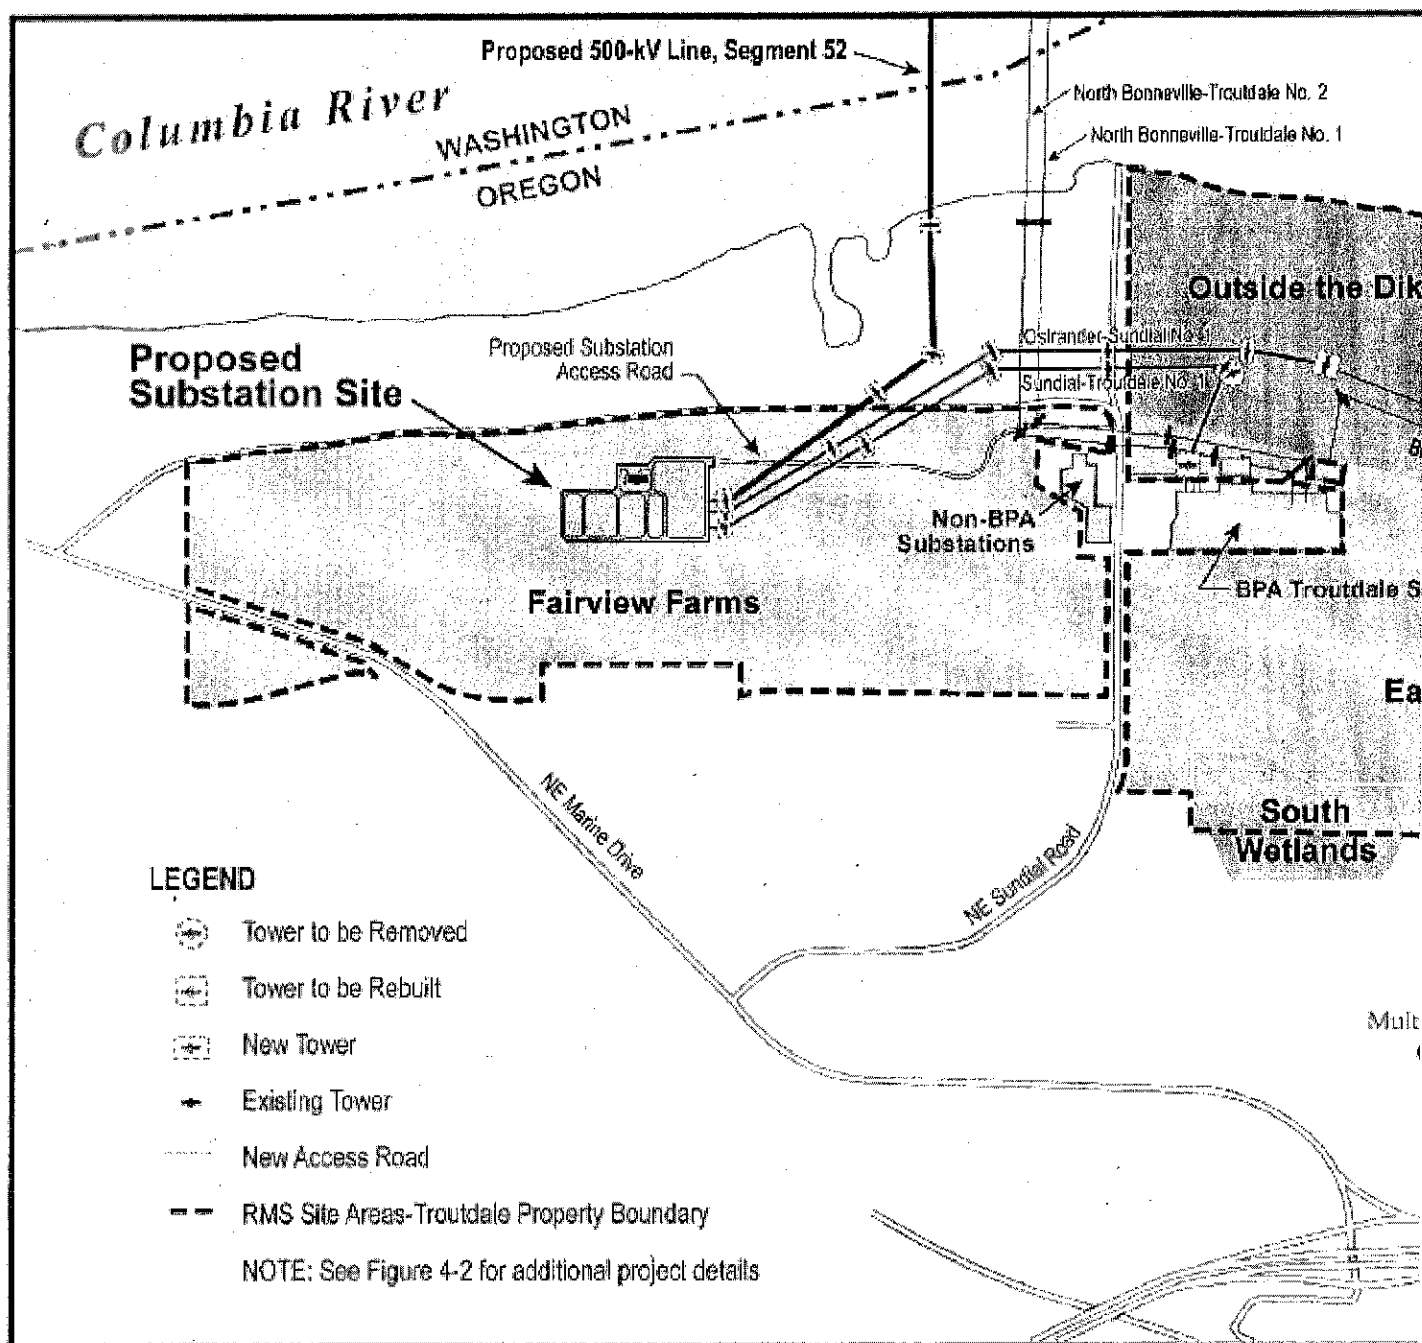 Proposed 500-kV Line, Segment 52
Columbia River
WASHINGTON
OREGON
North Bonneville-Troutdale No. 2
North Bonneville-Troutdale No. 1
Outside the Dik
Proposed
Substation Site
Proposed Substation
Access Road
Ostrander-Sundial No. 1
Sundial-Troutdale No. 1
Non-BPA
Substations
BPA Troutdale S
Fairview Farms
Ea
South
Wetlands
NE Marine Drive
NE Sundial Road
LEGEND
Tower to be Removed
Tower to be Rebuilt
New Tower
Existing Tower
New Access Road
RMS Site Areas-Troutdale Property Boundary
NOTE: See Figure 4-2 for additional project details
Mult